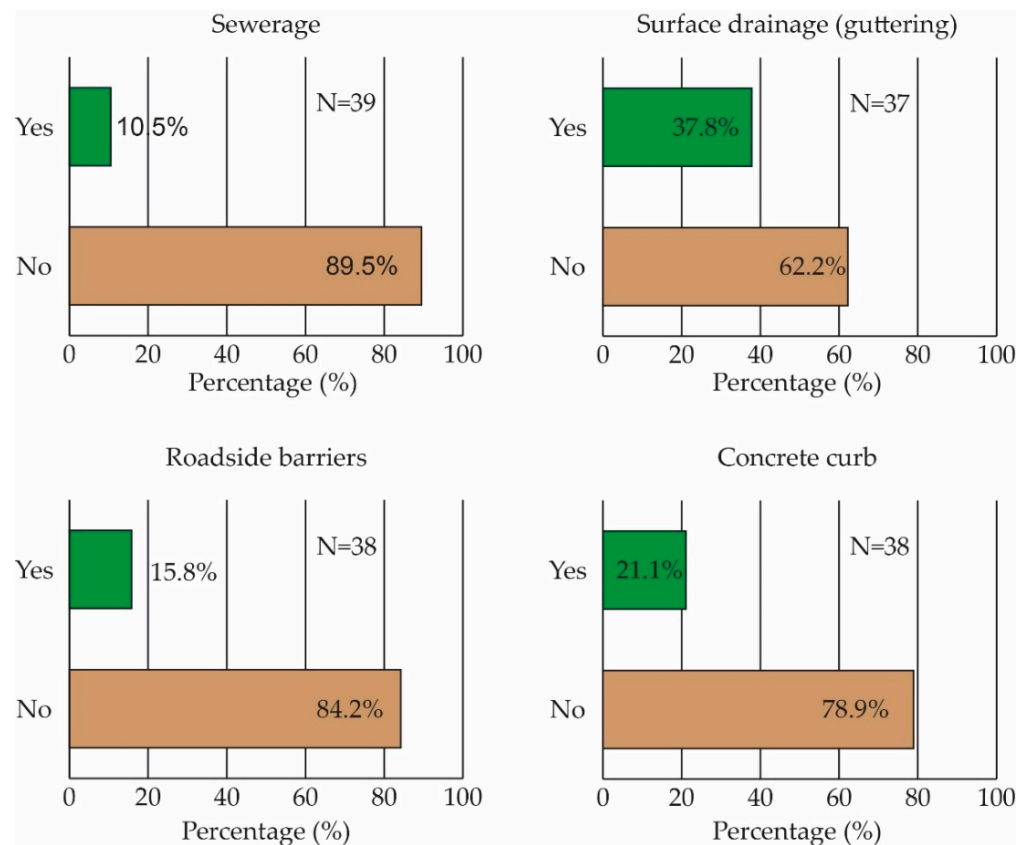 Sewerage
N=39
Yes
10.5%
No
89.5%
0 20 40 60 80 100
Percentage (%)
Surface drainage (guttering)
N=37
Yes
37.8%
No
62.2%
0 20 40 60 80 100
Percentage (%)
Roadside barriers
N=38
Yes
15.8%
No
84.2%
0 20 40 60 80 100
Percentage (%)
Concrete curb
N=38
Yes
21.1%
No
78.9%
0 20 40 60 80 100
Percentage (%)